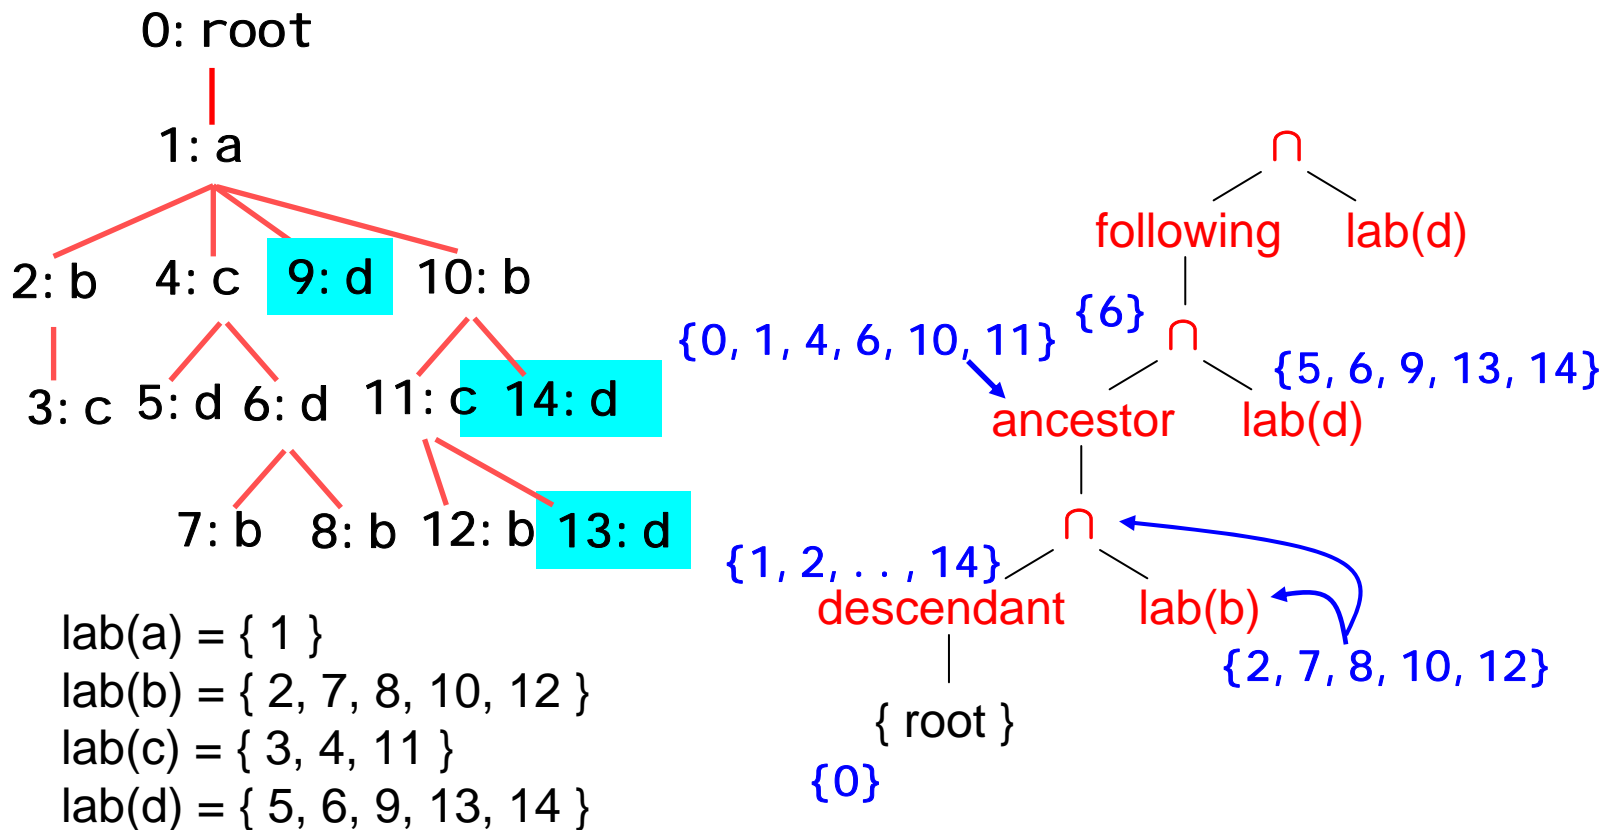 0: root
1: a
2: b 4: c 9: d 10: b
3: c 5: d 6: d 11: c 14: d
7: b 8: b 12: b 13: d
lab(a) = { 1 }
lab(b) = { 2, 7, 8, 10, 12 }
lab(c) = { 3, 4, 11 }
lab(d) = { 5, 6, 9, 13, 14 }
∩
following lab(d)
{6}
∩
{0, 1, 4, 6, 10, 11}
{5, 6, 9, 13, 14}
ancestor lab(d)
∩
{1, 2, . . , 14}
descendant lab(b)
{2, 7, 8, 10, 12}
{ root }
{0}